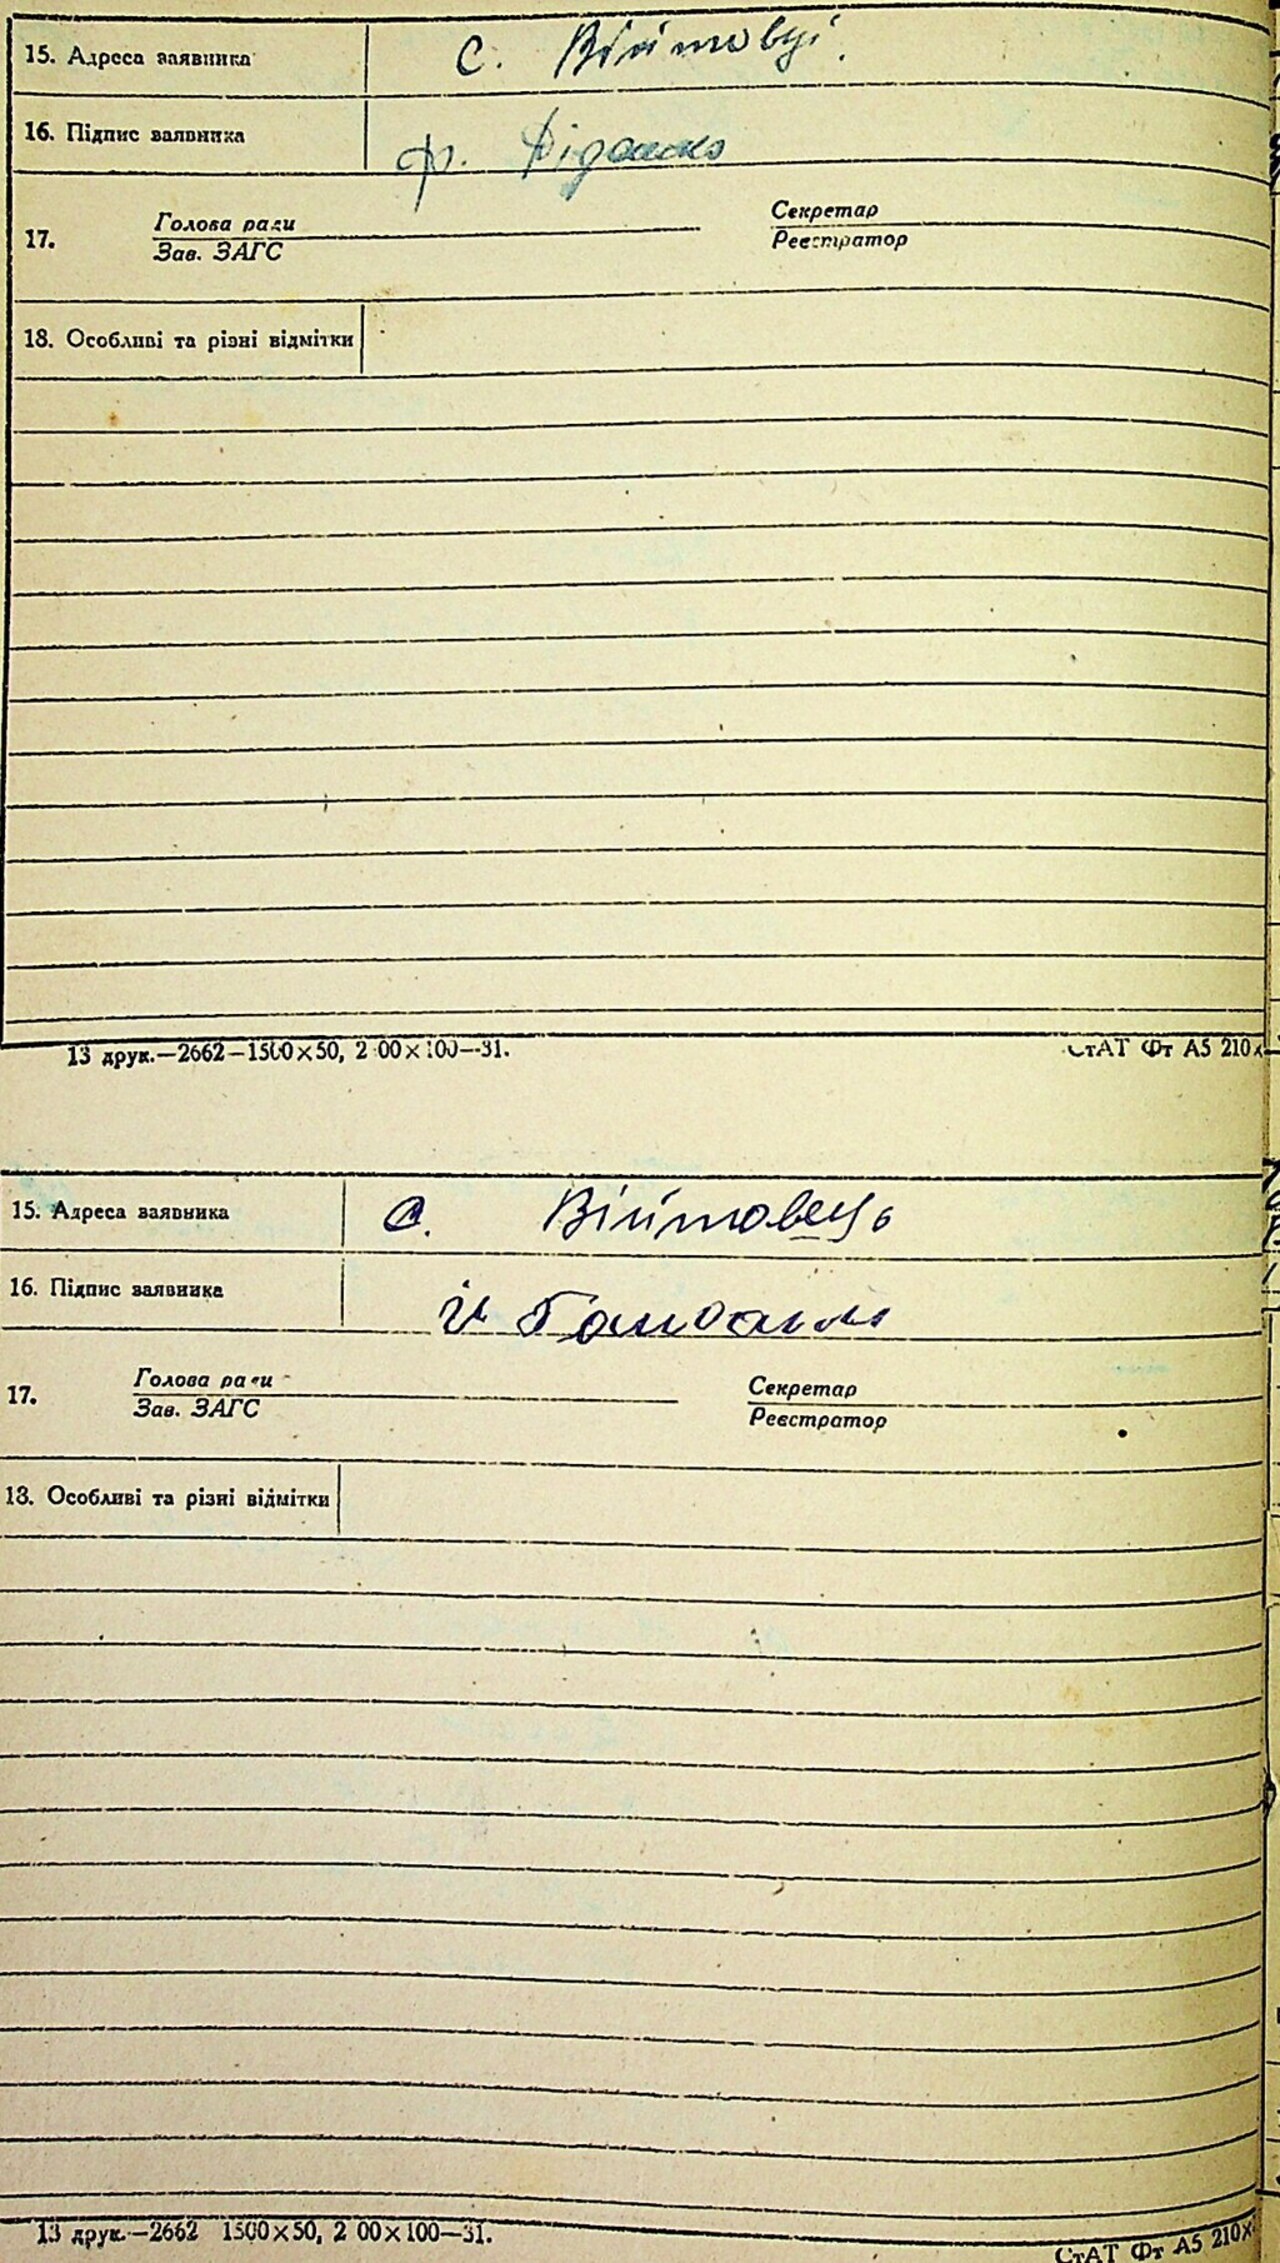 15. Адреса заявника с. Війтовці.
16. Підпис заявника ф. Дідашко
17. Голова ради Секретар
Зав. ЗАГС Реєстратор
18. Особливі та різні відмітки
13 друк.—2662—1500×50, 2 00×100—31.
СтАТ Фт А5 210×
15. Адреса заявника с. Війтовець
16. Підпис заявника
17. Голова ради Секретар
Зав. ЗАГС Реєстратор
18. Особливі та різні відмітки
13 друк.—2662 1500×50, 2 00×100—31.
СтАТ Фт А5 210×